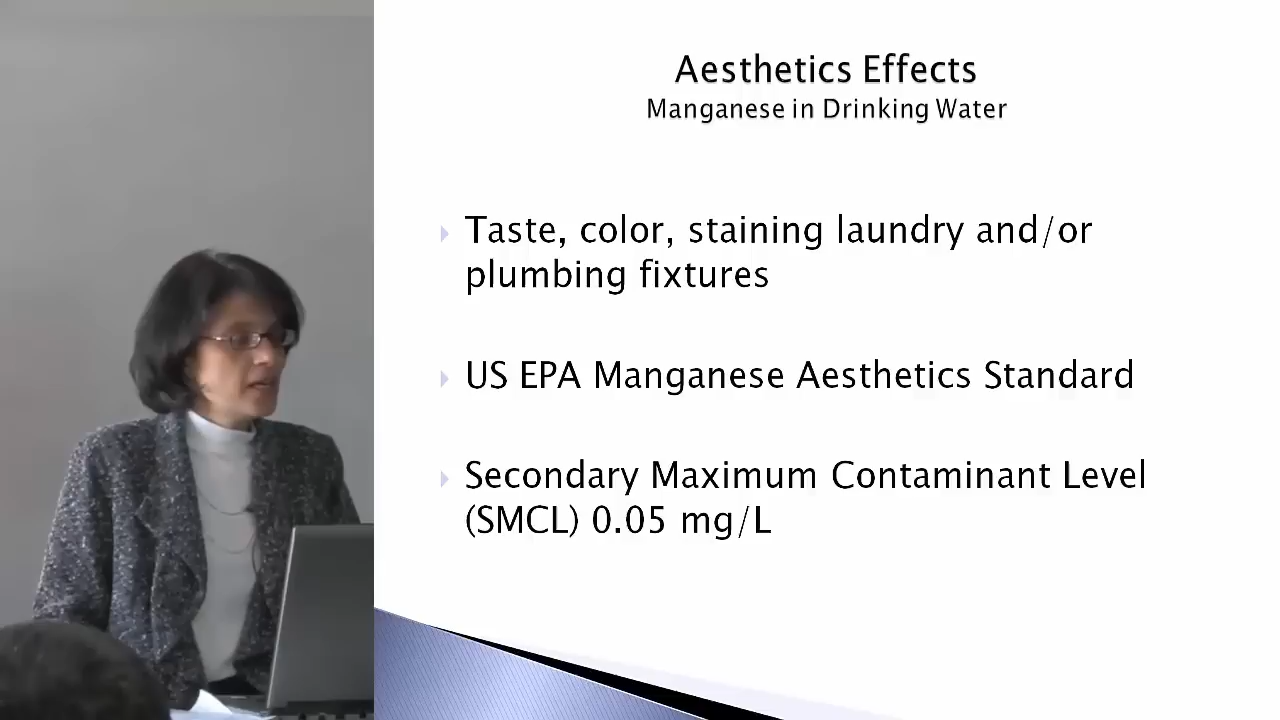 Aesthetics Effects
Manganese in Drinking Water
Taste, color, staining laundry and/or
plumbing fixtures
US EPA Manganese Aesthetics Standard
Secondary Maximum Contaminant Level
(SMCL) 0.05 mg/L